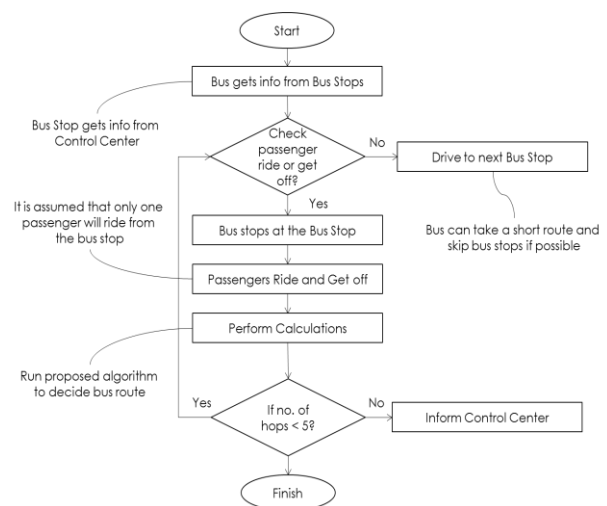 Start
Bus gets info from Bus Stops
Bus Stop gets info from
Control Center
Check
passenger
ride or get
off?
No
Drive to next Bus Stop
Yes
It is assumed that only one
passenger will ride from
the bus stop
Bus stops at the Bus Stop
Bus can take a short route and
skip bus stops if possible
Passengers Ride and Get off
Perform Calculations
Run proposed algorithm
to decide bus route
Yes
If no. of
hops < 5?
No
Inform Control Center
Finish